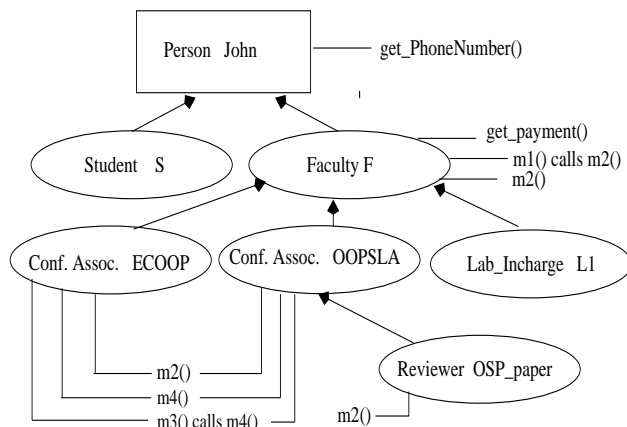 Person John
get_PhoneNumber()
get_payment()
Student S
Faculty F
m1() calls m2()
m2()
Conf. Assoc. ECOOP
Conf. Assoc. OOPSLA
Lab_Incharge L1
m2()
Reviewer OSP_paper
m4()
m3() calls m4()
m2()